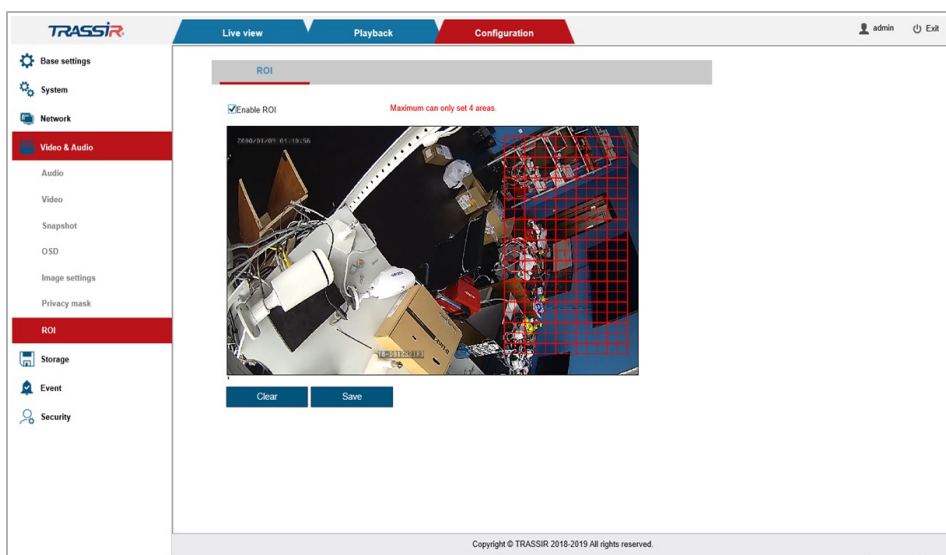 TRASSIR
Live view
Playback
Configuration
admin
Exit
Base settings
System
Network
Video & Audio
Audio
Video
Snapshot
OSD
Image settings
Privacy mask
ROI
Storage
Event
Security
ROI
Enable ROI
Maximum can only set 4 areas.
Clear
Save
Copyright © TRASSIR 2018-2019 All rights reserved.